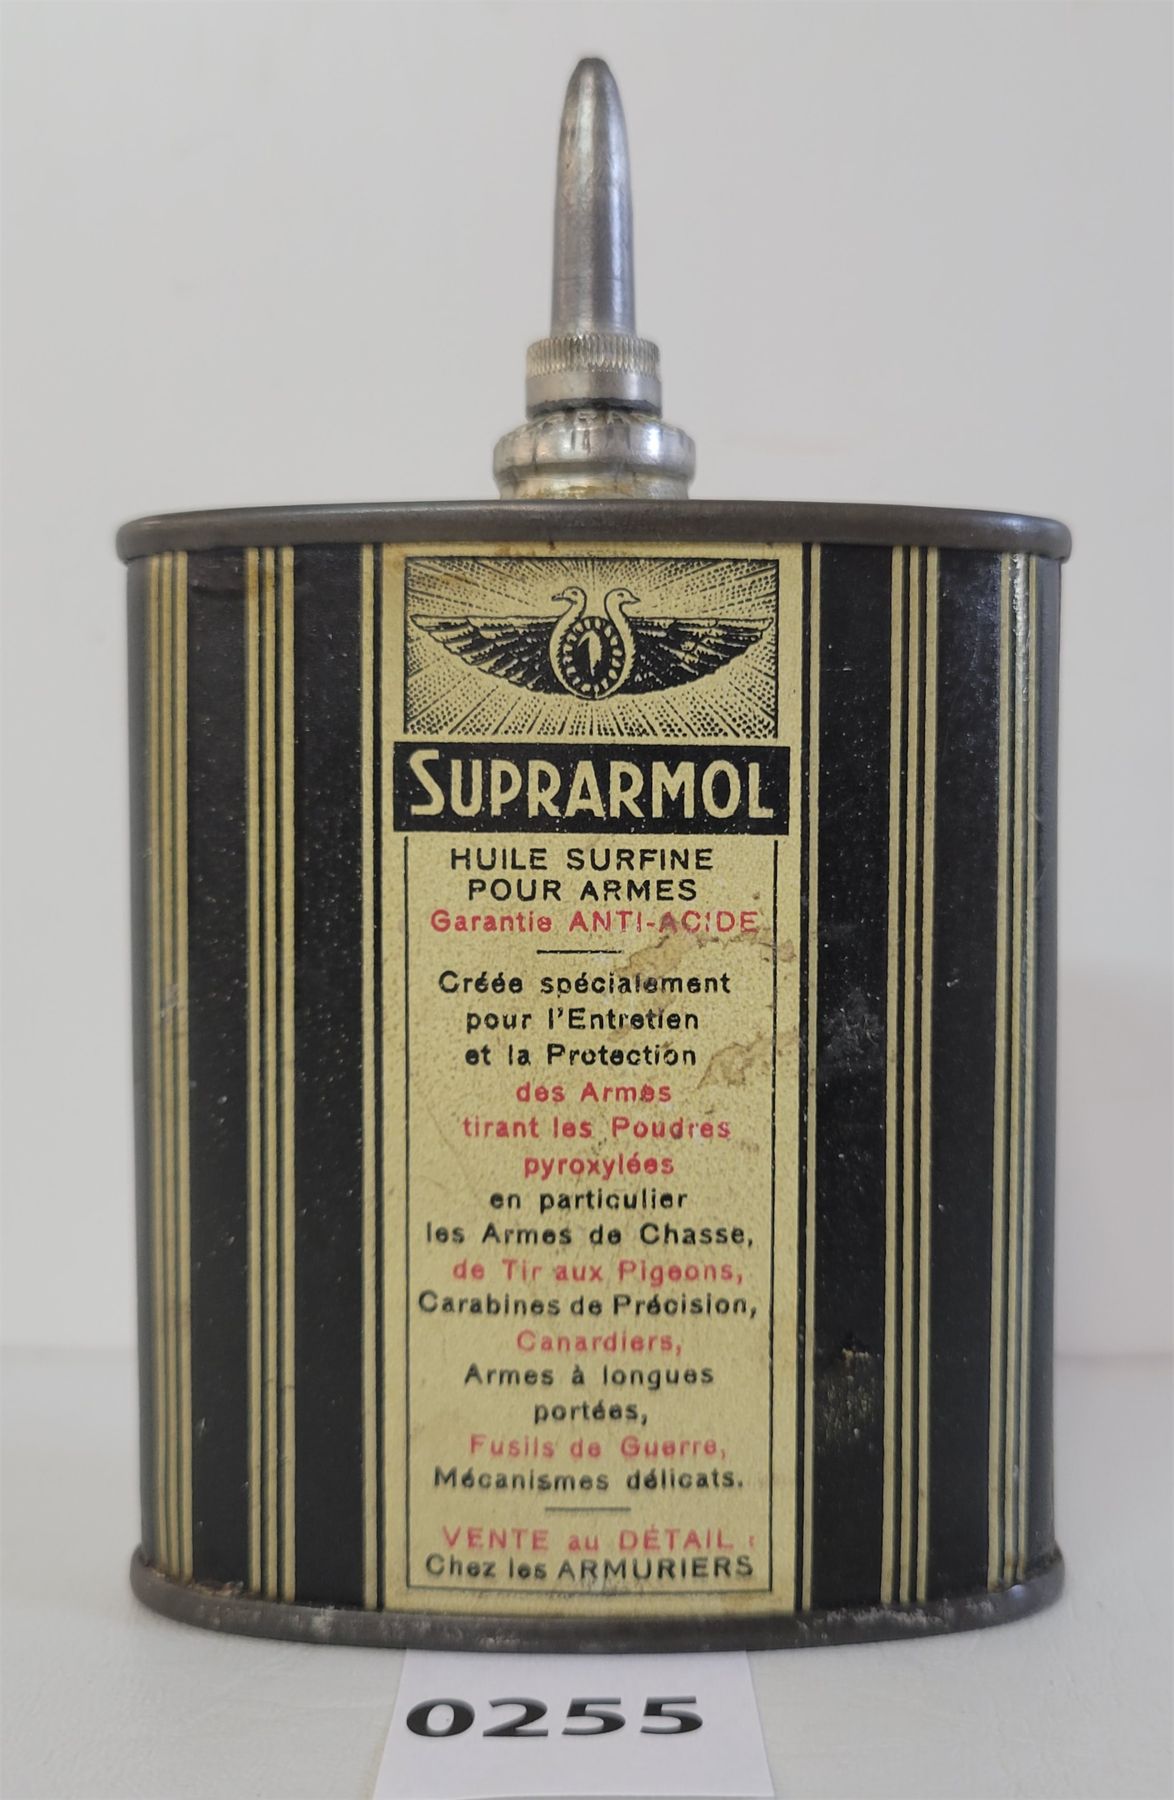 SUPRARMOL
HUILE SURFINE
POUR ARMES
Garantie ANTI-ACIDE
Créée spécialement
pour l'Entretien
et la Protection
des Armes
tirant les Poudres
pyroxylées
en particulier
les Armes de Chasse,
de Tir aux Pigeons,
Carabines de Précision,
Canardiers,
Armes à longues
portées,
Fusils de Guerre,
Mécanismes délicats.
VENTE au DÉTAIL :
Chez les ARMURIERS
0255